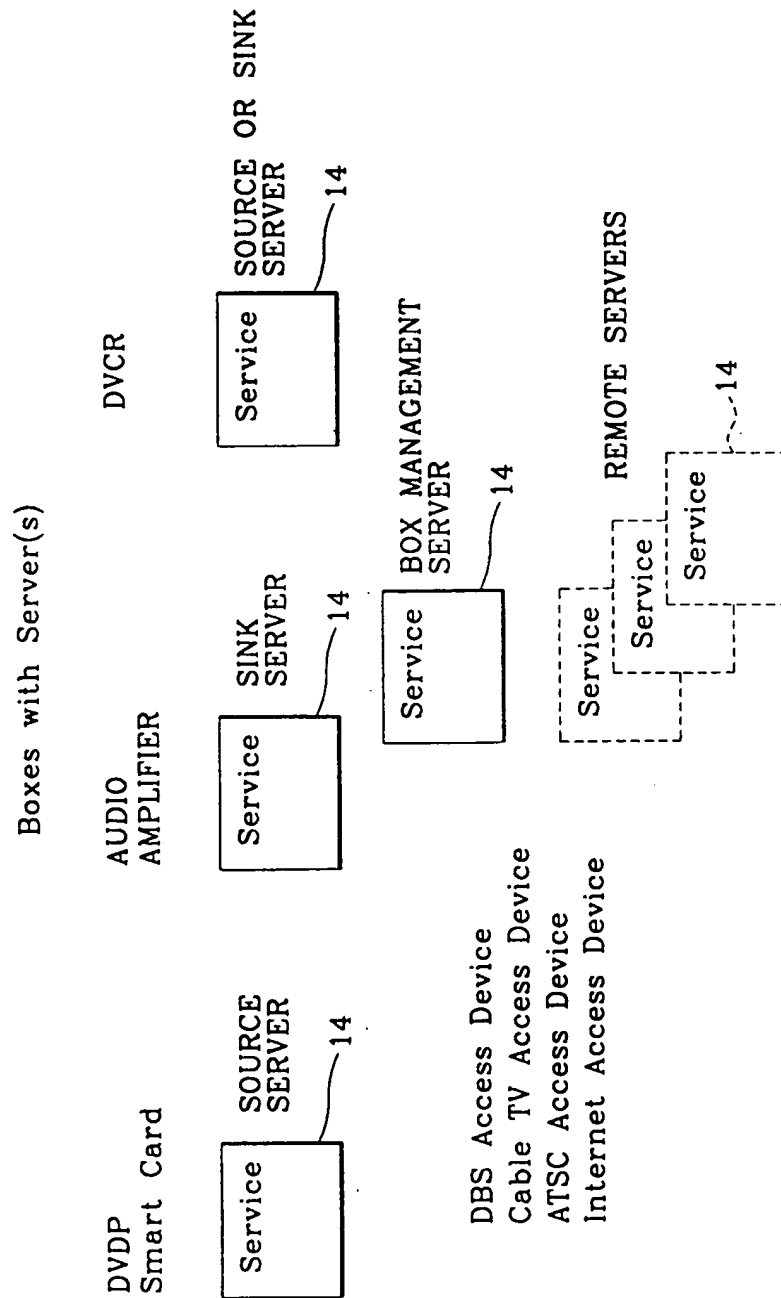 Boxes with Server(s)
DVDP
Smart Card
SOURCE
SERVER
Service
14
AUDIO
AMPLIFIER
SINK
SERVER
Service
14
DVCR
SOURCE OR SINK
SERVER
Service
14
DBS Access Device
Cable TV Access Device
ATSC Access Device
Internet Access Device
BOX MANAGEMENT
SERVER
Service
14
REMOTE SERVERS
Service
Service
Service
14